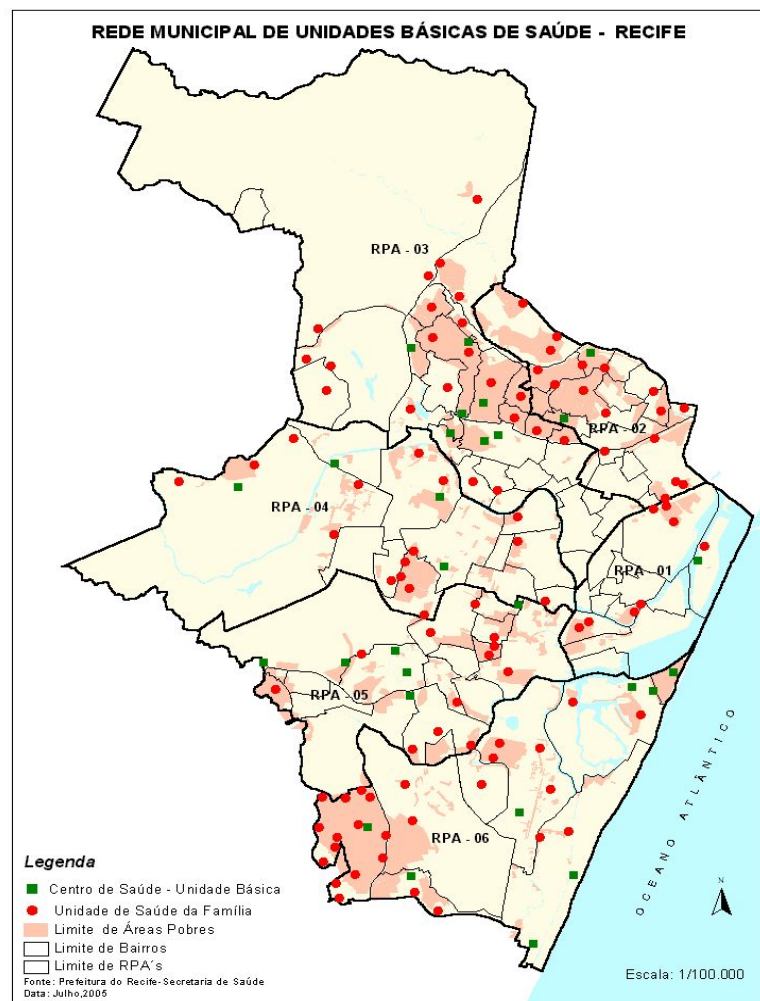 REDE MUNICIPAL DE UNIDADES BÁSICAS DE SAÚDE - RECIFE
RPA - 03
RPA - 02
RPA - 04
RPA - 01
RPA - 05
RPA - 06
OCEANO ATLÂNTICO
N
Legenda
Centro de Saúde - Unidade Básica
Unidade de Saúde da Família
Limite de Áreas Pobres
Limite de Bairros
Limite de RPA´s
Fonte: Prefeitura do Recife-Secretaria de Saúde
Data: Julho,2005
Escala: 1/100.000